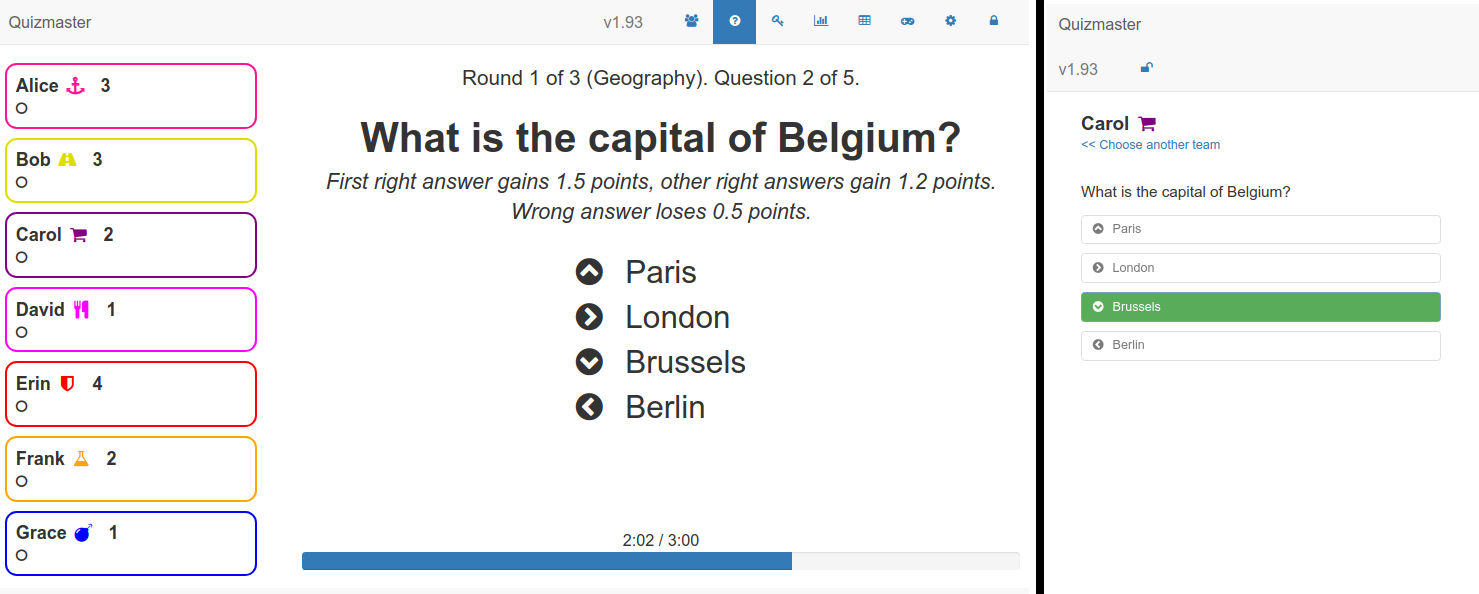 Quizmaster
v1.93
Alice 3
Bob 3
Carol 2
David 1
Erin 4
Frank 2
Grace 1
Round 1 of 3 (Geography). Question 2 of 5.
What is the capital of Belgium?
First right answer gains 1.5 points, other right answers gain 1.2 points.
Wrong answer loses 0.5 points.
Paris
London
Brussels
Berlin
2:02 / 3:00
Quizmaster
v1.93
Carol
<< Choose another team
What is the capital of Belgium?
Paris
London
Brussels
Berlin